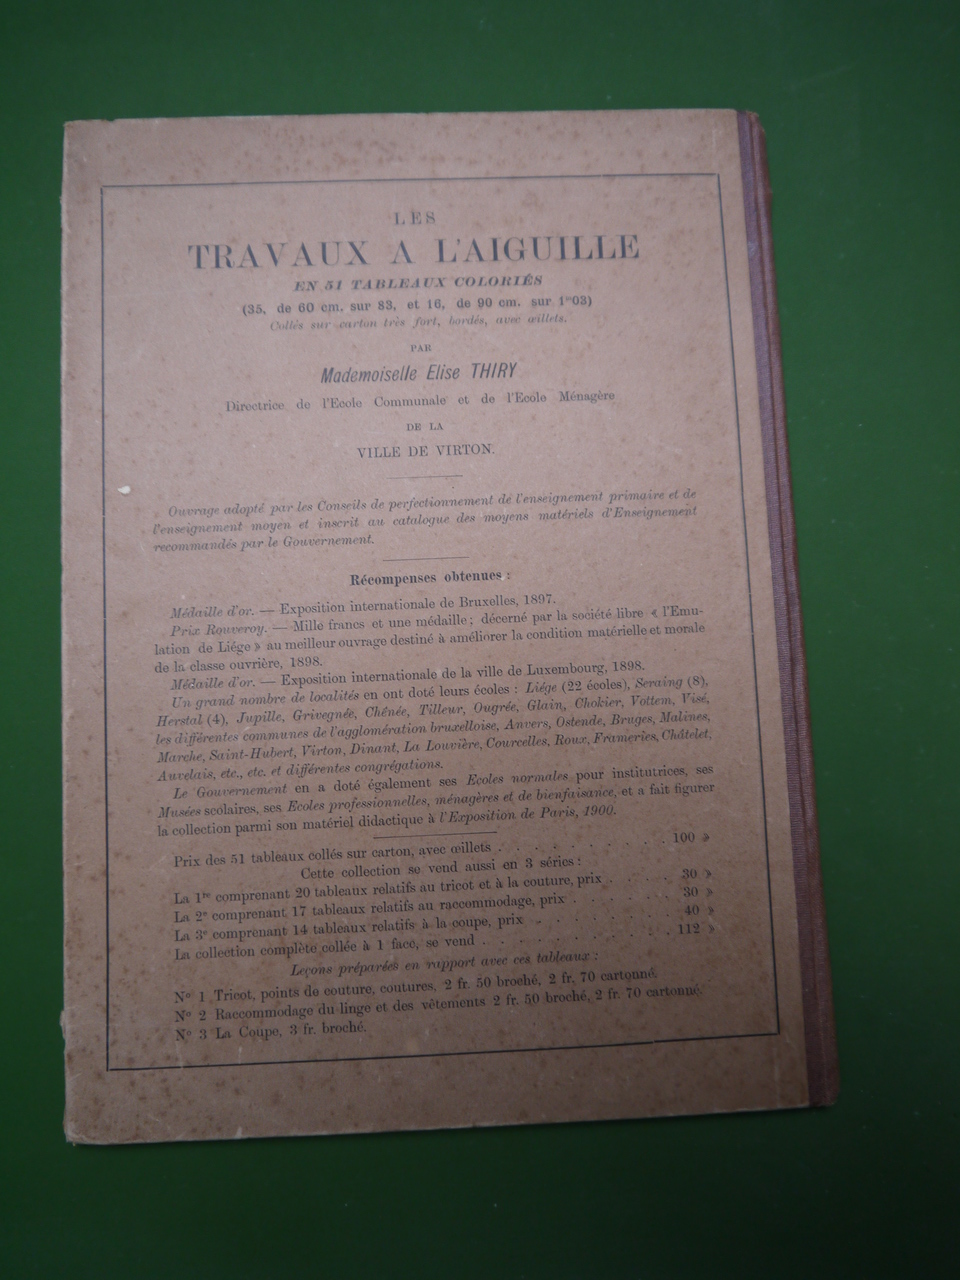 LES
TRAVAUX A L'AIGUILLE
EN 51 TABLEAUX COLORIÉS
(35, de 60 cm. sur 83, et 16, de 90 cm. sur 1m03)
Collés sur carton très fort, bordés, avec œillets.
PAR
Mademoiselle Elise THIRY
Directrice de l'Ecole Communale et de l'Ecole Ménagère
DE LA
VILLE DE VIRTON.
Ouvrage adopté par les Conseils de perfectionnement de l'enseignement primaire et de
l'enseignement moyen et inscrit au catalogue des moyens matériels d'Enseignement
recommandés par le Gouvernement.
Récompenses obtenues :
Médaille d'or. — Exposition internationale de Bruxelles, 1897.
Prix Rouveroy. — Mille francs et une médaille ; décerné par la société libre « l'Emu-
lation de Liége » au meilleur ouvrage destiné à améliorer la condition matérielle et morale
de la classe ouvrière, 1898.
Médaille d'or. — Exposition internationale de la ville de Luxembourg, 1898.
Un grand nombre de localités en ont doté leurs écoles : Liége (22 écoles), Seraing (8),
Herstal (4), Jupille, Grivegnée, Chênée, Tilleur, Ougrée, Glain, Chokier, Vottem, Visé,
les différentes communes de l'agglomération bruxelloise, Anvers, Ostende, Bruges, Malines,
Marche, Saint-Hubert, Virton, Dinant, La Louvière, Courcelles, Roux, Frameries, Châtelet,
Auvelais, etc., etc. et différentes congrégations.
Le Gouvernement en a doté également ses Ecoles normales pour institutrices, ses
Musées scolaires, ses Ecoles professionnelles, ménagères et de bienfaisance, et a fait figurer
la collection parmi son matériel didactique à l'Exposition de Paris, 1900.
Prix des 51 tableaux collés sur carton, avec œillets . . . . . . . . . . 100 »
Cette collection se vend aussi en 3 séries :
La 1re comprenant 20 tableaux relatifs au tricot et à la couture, prix . . . . . 30 »
La 2e comprenant 17 tableaux relatifs au raccommodage, prix . . . . . . . 30 »
La 3e comprenant 14 tableaux relatifs à la coupe, prix . . . . . . . . 40 »
La collection complète collée à 1 face, se vend . . . . . . . . . . 112 »
Leçons préparées en rapport avec ces tableaux :
N° 1 Tricot, points de couture, coutures, 2 fr. 50 broché, 2 fr. 70 cartonné.
N° 2 Raccommodage du linge et des vêtements 2 fr. 50 broché, 2 fr. 70 cartonné.
N° 3 La Coupe, 3 fr. broché.